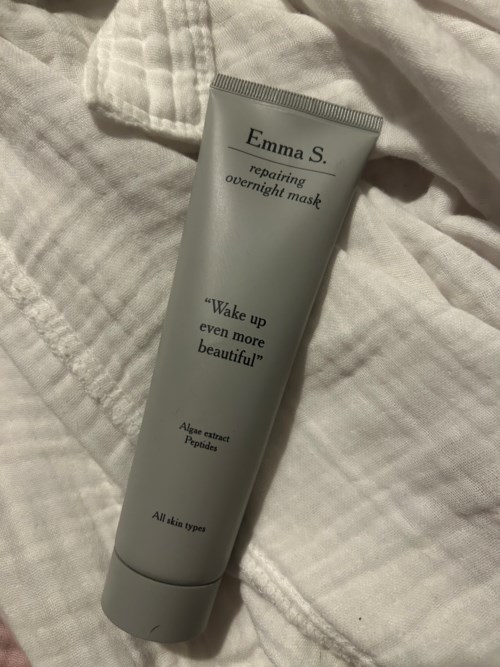 Emma S.
repairing
overnight mask
“Wake up
even more
beautiful”
Algae extract
Peptides
All skin types